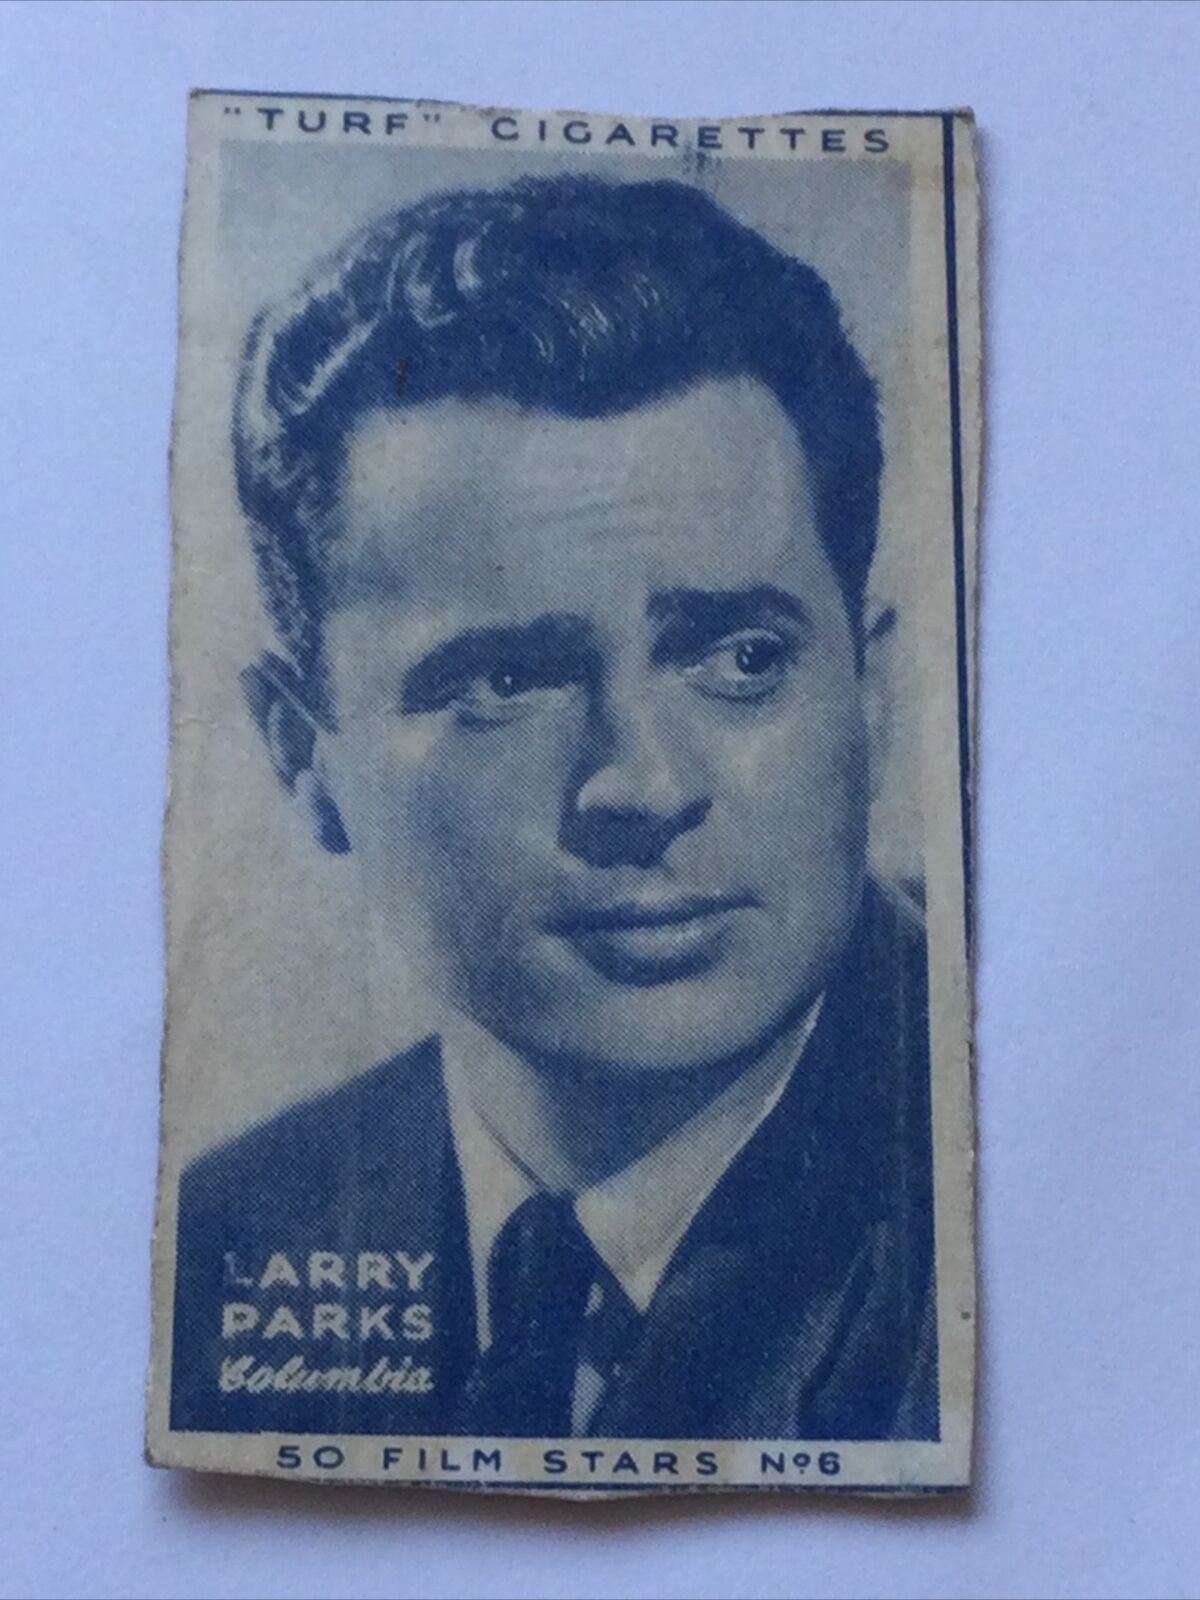 "TURF" CIGARETTES
LARRY
PARKS
Columbia
50 FILM STARS Nº6